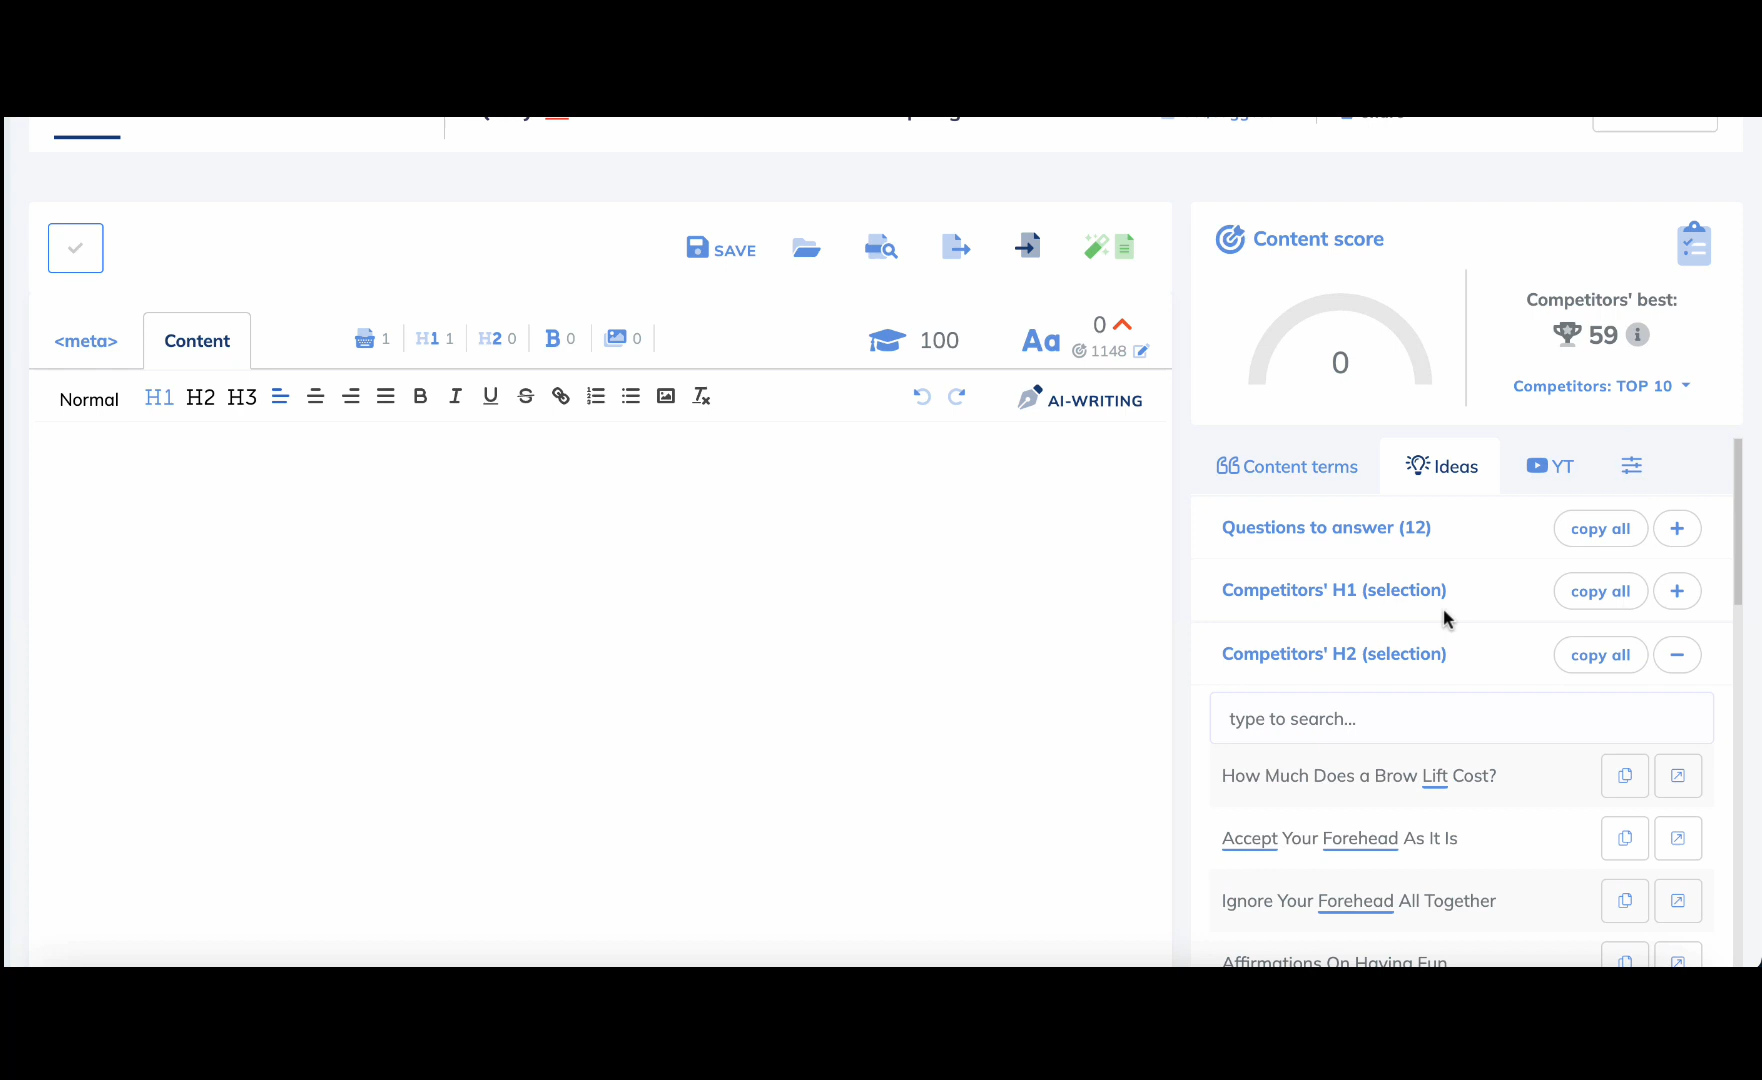 SAVE
Content score
Competitors' best:
59
0
Competitors: TOP 10
<meta>
Content
1
H1 1
H2 0
B 0
0
100
Aa
0
1148
Normal
H1 H2 H3
B I U S
AI-WRITING
Content terms
Ideas
YT
Questions to answer (12)
copy all
+
Competitors' H1 (selection)
copy all
+
Competitors' H2 (selection)
copy all
−
type to search...
How Much Does a Brow Lift Cost?
Accept Your Forehead As It Is
Ignore Your Forehead All Together
Affirmations On Having Fun